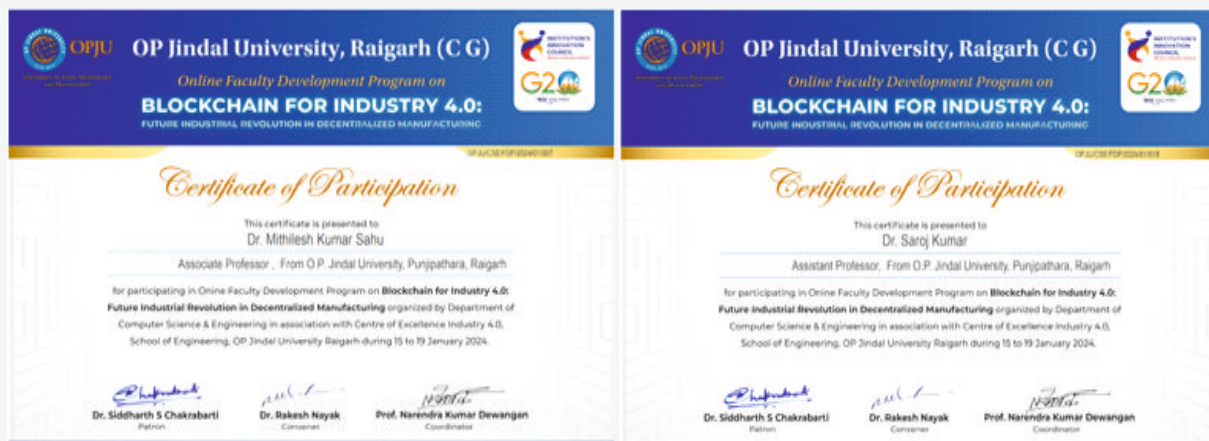 OPJU
OP Jindal University, Raigarh (C G)
Online Faculty Development Program on
BLOCKCHAIN FOR INDUSTRY 4.0:
FUTURE INDUSTRIAL REVOLUTION IN DECENTRALIZED MANUFACTURING
INSTITUTION'S
INNOVATION
COUNCIL
G20
Certificate of Participation
This certificate is presented to
Dr. Mithilesh Kumar Sahu
Associate Professor , From O.P. Jindal University, Punjipathara, Raigarh
for participating in Onine Faculty Development Program on Blockchain for Industry 4.0:
Future Industrial Revolution in Decentralized Manufacturing organized by Department of
Computer Science & Engineering in association with Centre of Excellence Industry 4.0,
School of Engineering, OP Jindal University Raigarh during 15 to 19 January 2024.
Dr. Siddharth S Chakrabarti
Patron
Dr. Rakesh Nayak
Convener
Prof. Narendra Kumar Dewangan
Coordinator
OPJU
OP Jindal University, Raigarh (C G)
Online Faculty Development Program on
BLOCKCHAIN FOR INDUSTRY 4.0:
FUTURE INDUSTRIAL REVOLUTION IN DECENTRALIZED MANUFACTURING
INSTITUTION'S
INNOVATION
COUNCIL
G20
Certificate of Participation
This certificate is presented to
Dr. Saroj Kumar
Assistant Professor, From O.P. Jindal University, Punjipathara, Raigarh
for participating in Onine Faculty Development Program on Blockchain for Industry 4.0:
Future Industrial Revolution in Decentralized Manufacturing organized by Department of
Computer Science & Engineering in association with Centre of Excellence Industry 4.0,
School of Engineering, OP Jindal University Raigarh during 15 to 19 January 2024.
Dr. Siddharth S Chakrabarti
Patron
Dr. Rakesh Nayak
Convener
Prof. Narendra Kumar Dewangan
Coordinator